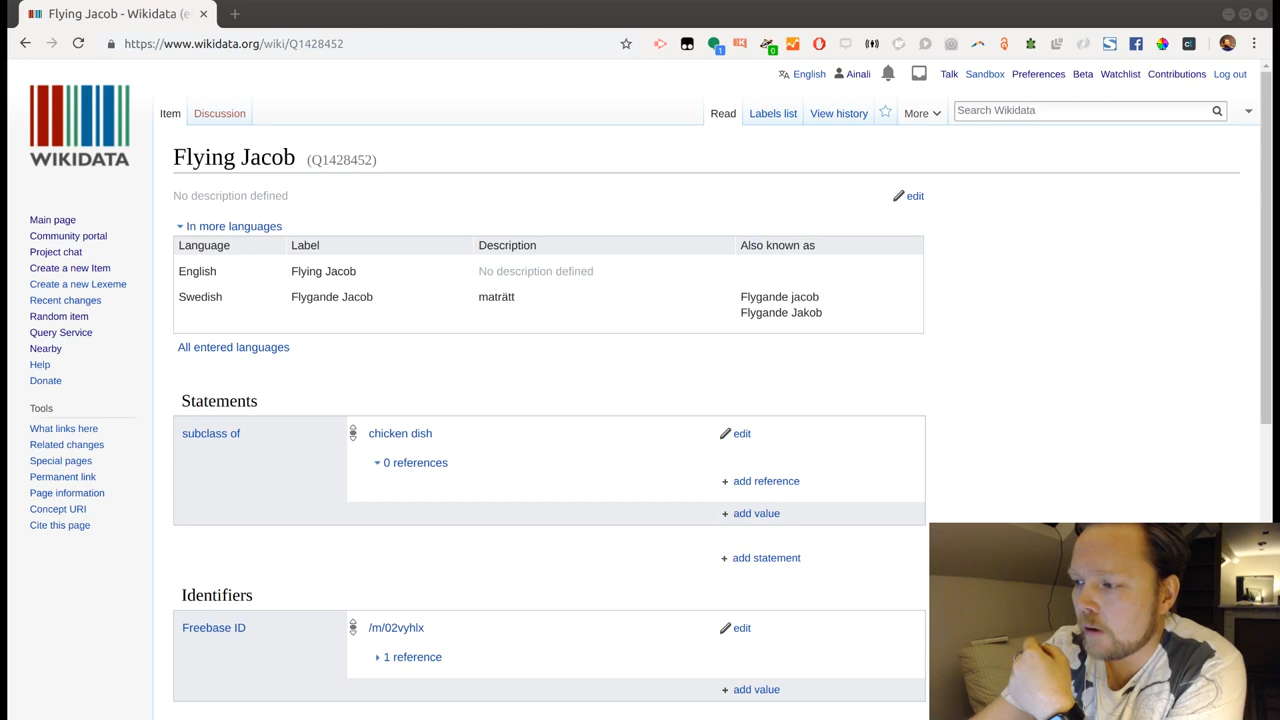 Flying Jacob - Wikidata (e
https://www.wikidata.org/wiki/Q1428452
1
0
English Ainali Talk Sandbox Preferences Beta Watchlist Contributions Log out
WIKIDATA
Item Discussion Read Labels list View history More Search Wikidata
Flying Jacob (Q1428452)
No description defined
edit
In more languages
Language Label Description Also known as
English Flying Jacob No description defined
Swedish Flygande Jacob maträtt Flygande jacob
Flygande Jakob
All entered languages
Main page
Community portal
Project chat
Create a new Item
Create a new Lexeme
Recent changes
Random item
Query Service
Nearby
Help
Donate
Tools
What links here
Related changes
Special pages
Permanent link
Page information
Concept URI
Cite this page
Statements
subclass of chicken dish edit
0 references
+ add reference
+ add value
+ add statement
Identifiers
Freebase ID /m/02vyhlx edit
1 reference
+ add value